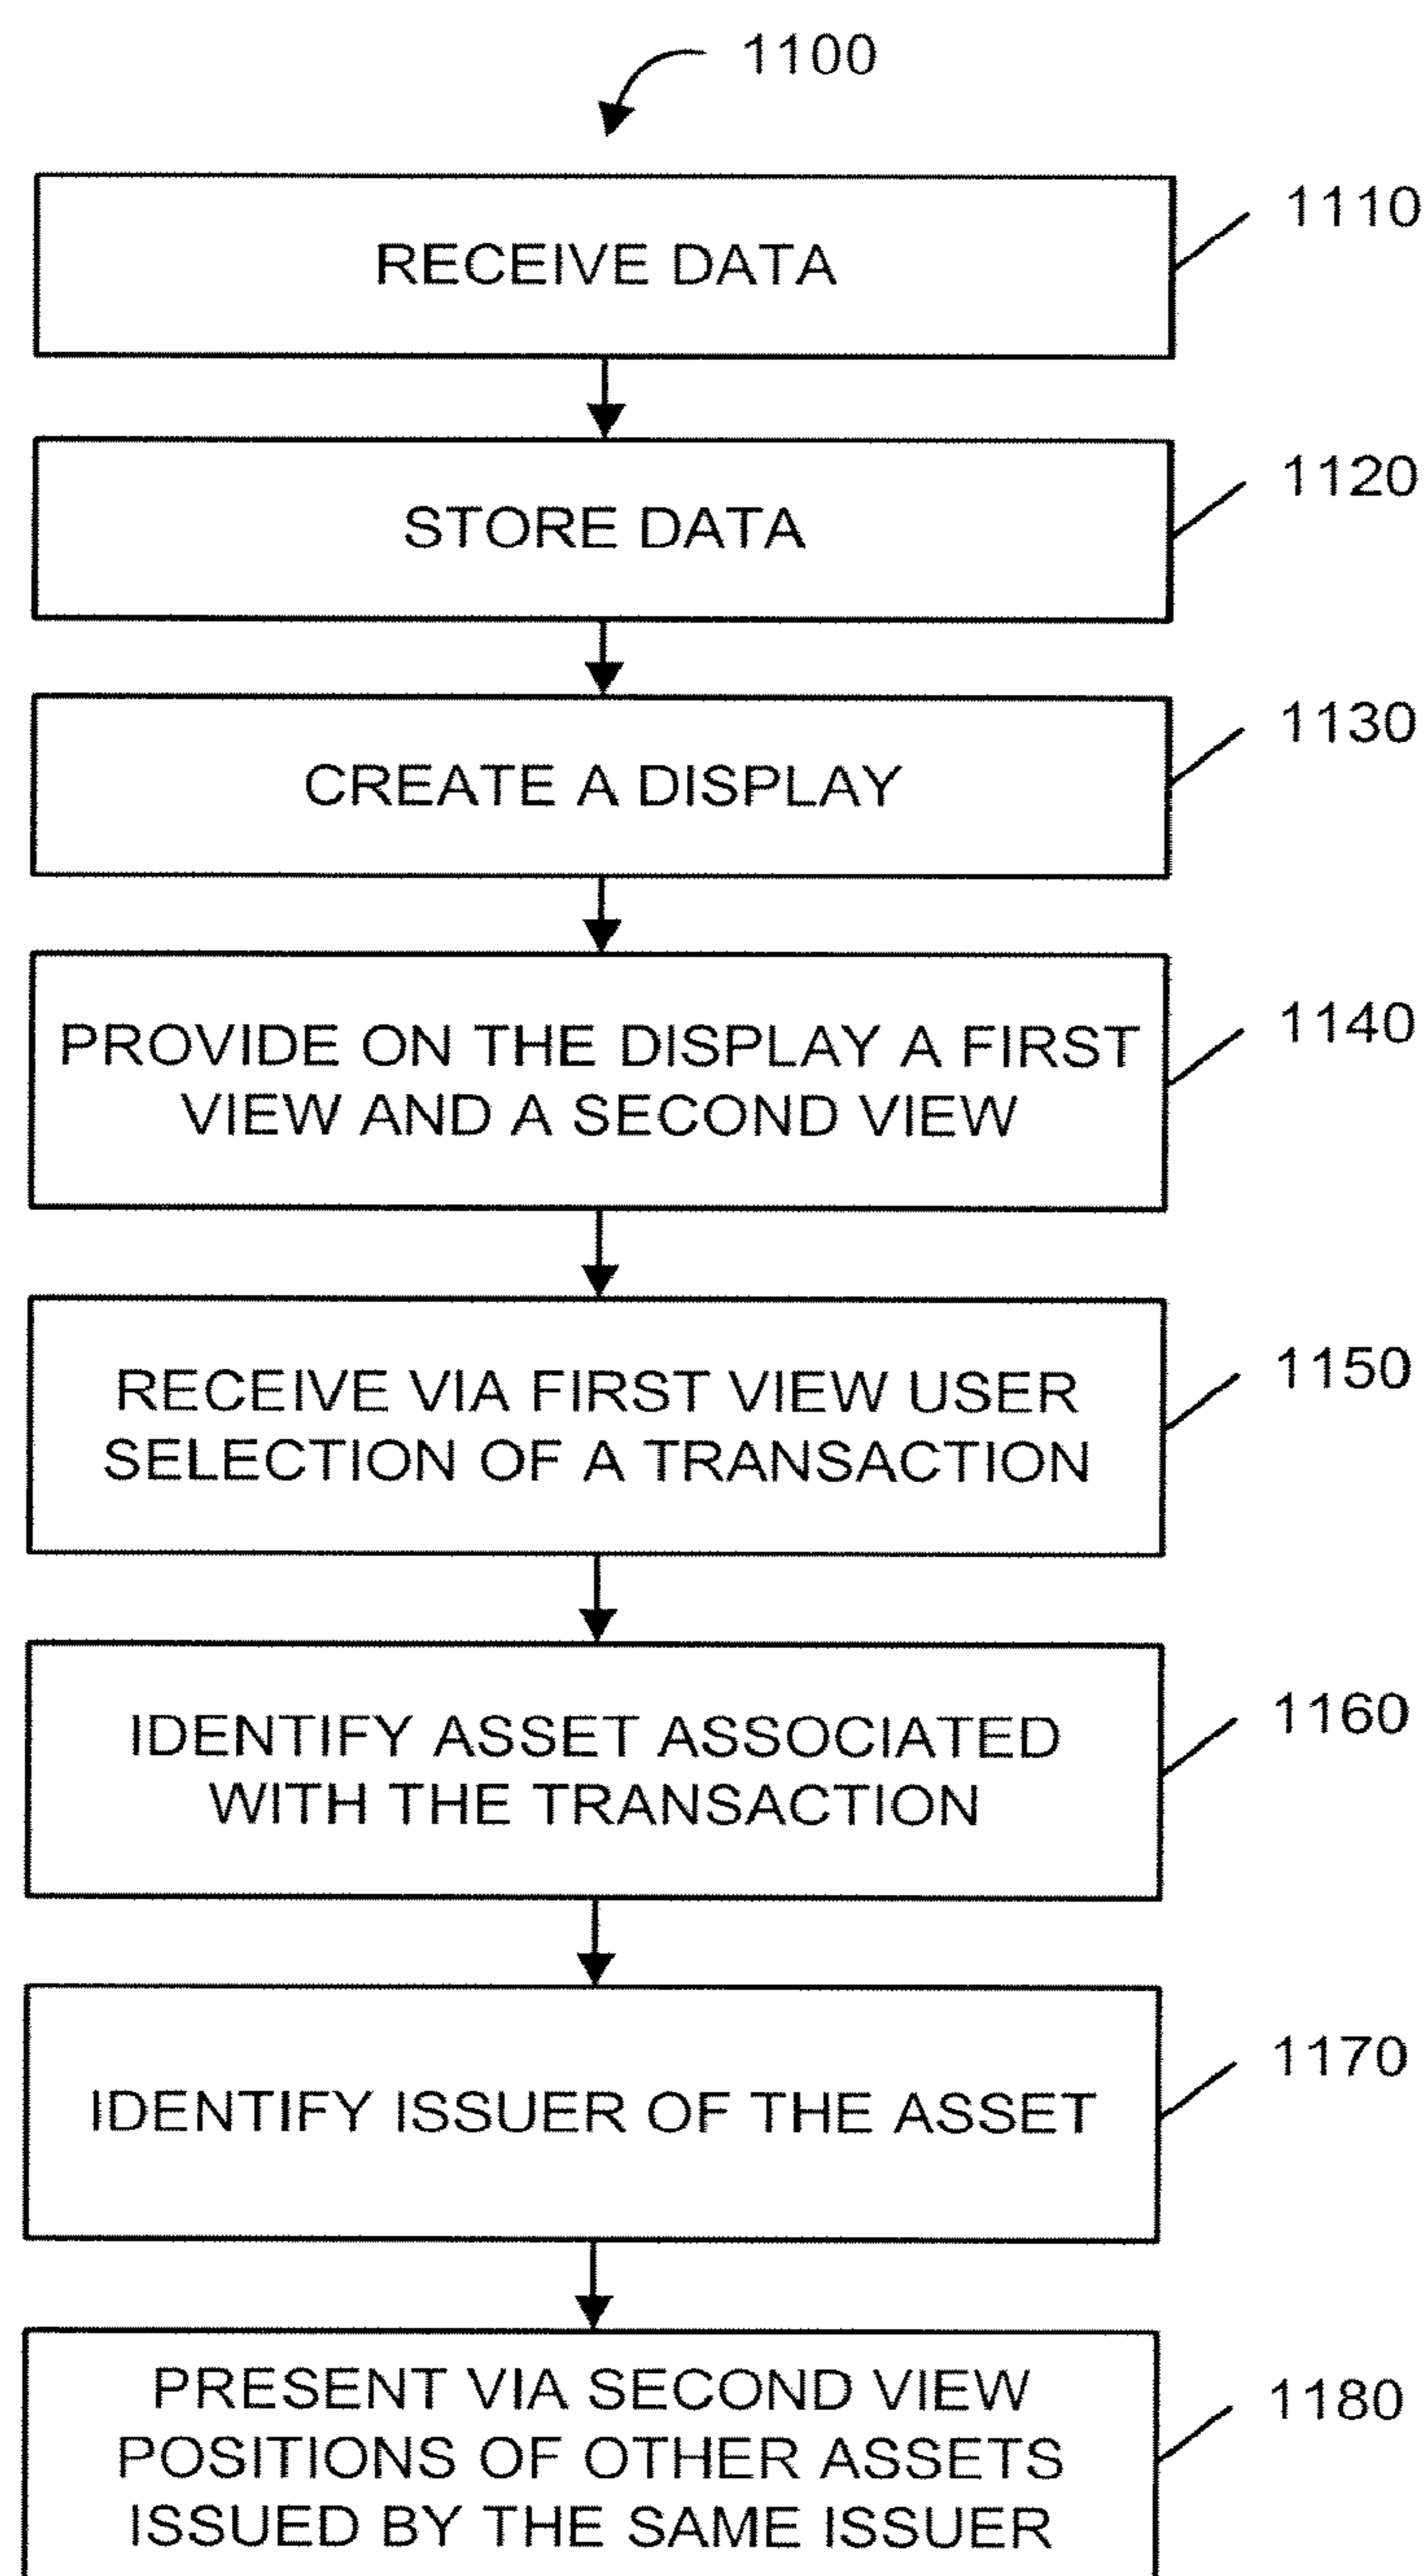 1100
RECEIVE DATA
1110
STORE DATA
1120
CREATE A DISPLAY
1130
PROVIDE ON THE DISPLAY A FIRST
VIEW AND A SECOND VIEW
1140
RECEIVE VIA FIRST VIEW USER
SELECTION OF A TRANSACTION
1150
IDENTIFY ASSET ASSOCIATED
WITH THE TRANSACTION
1160
IDENTIFY ISSUER OF THE ASSET
1170
PRESENT VIA SECOND VIEW
POSITIONS OF OTHER ASSETS
ISSUED BY THE SAME ISSUER
1180